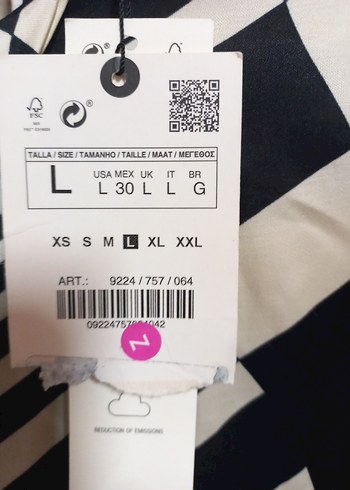 FSC
®
TALLA / SIZE / TAMANHO / TAILLE / MAAT / ΜΕΓΕΘΟΣ
L
USA MEX UK IT BR
L 30 L L G
XS S M L XL XXL
ART.: 9224 / 757 / 064
Z
REDUCTION OF EMISSIONS